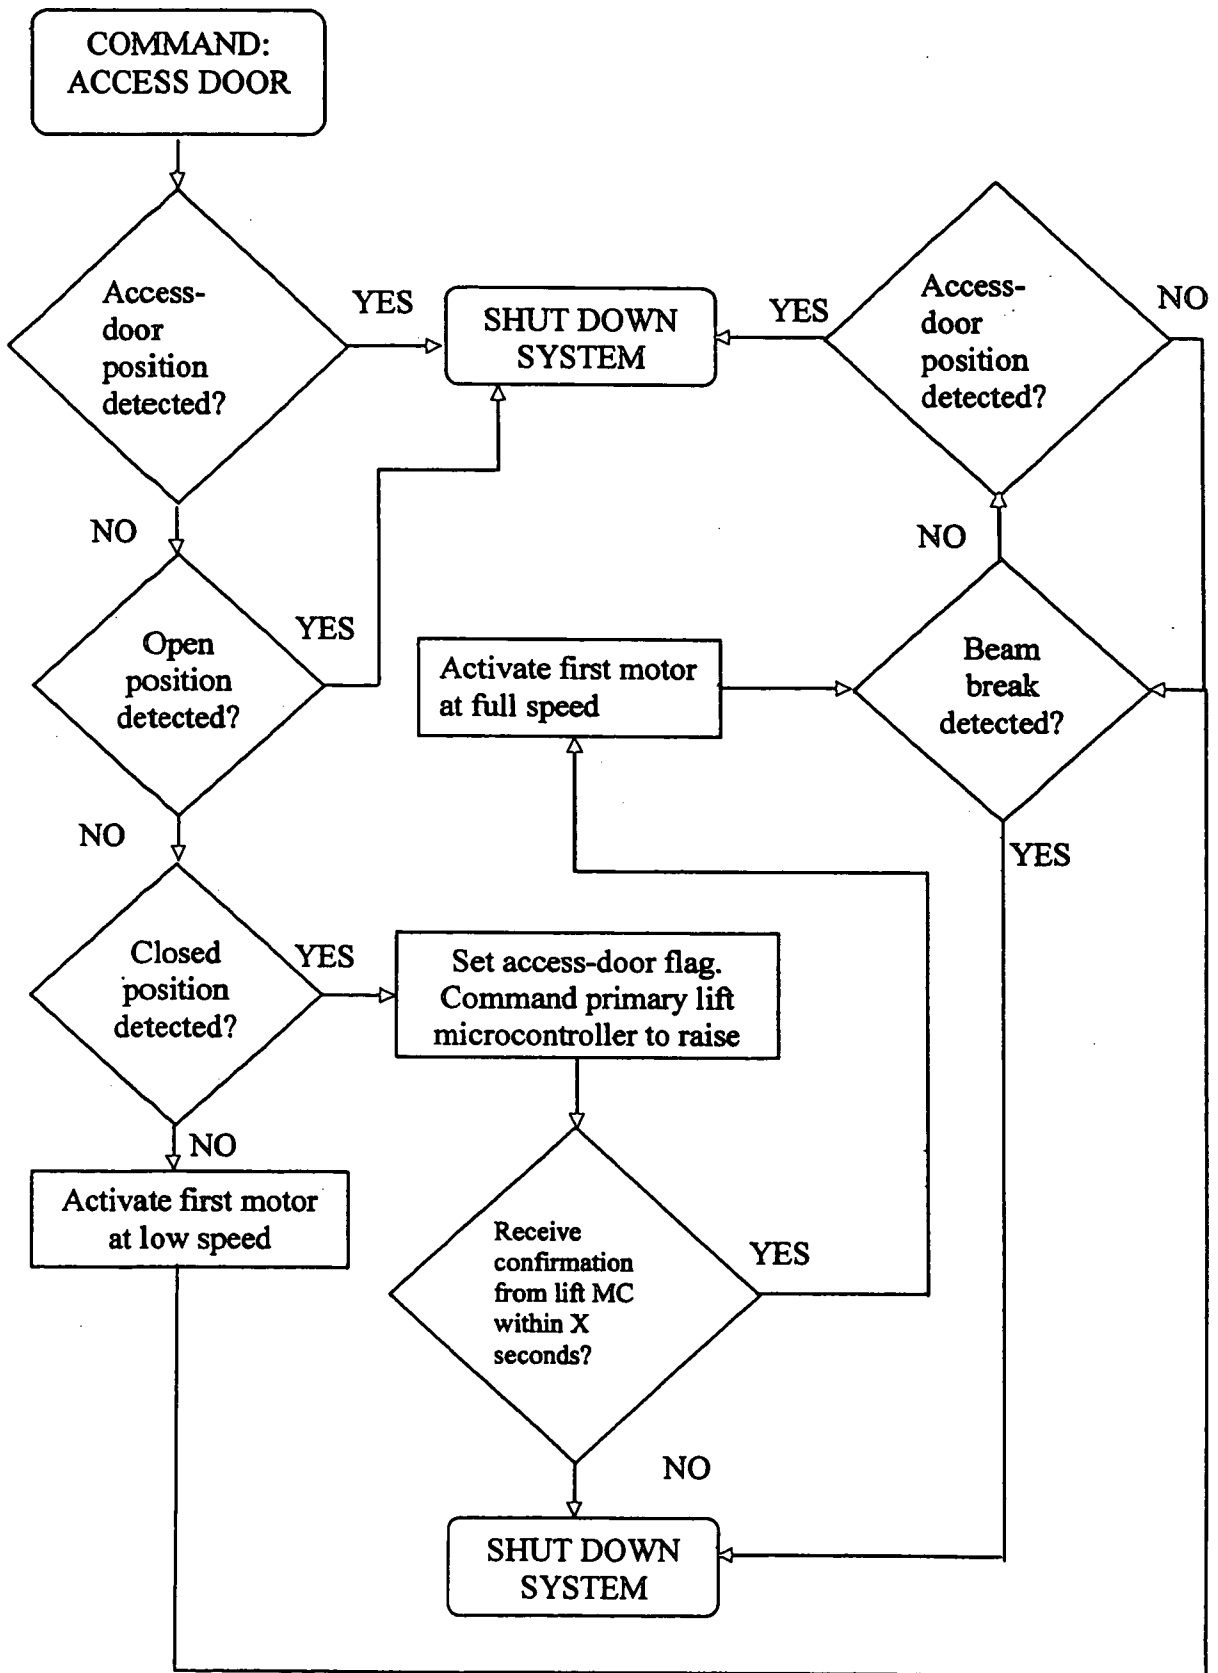 COMMAND:
ACCESS DOOR
Access-
door
position
detected?
YES
SHUT DOWN
SYSTEM
YES
Access-
door
position
detected?
NO
NO
Open
position
detected?
YES
Activate first motor
at full speed
NO
Beam
break
detected?
YES
NO
Closed
position
detected?
YES
Set access-door flag.
Command primary lift
microcontroller to raise
NO
Activate first motor
at low speed
Receive
confirmation
from lift MC
within X
seconds?
YES
NO
SHUT DOWN
SYSTEM